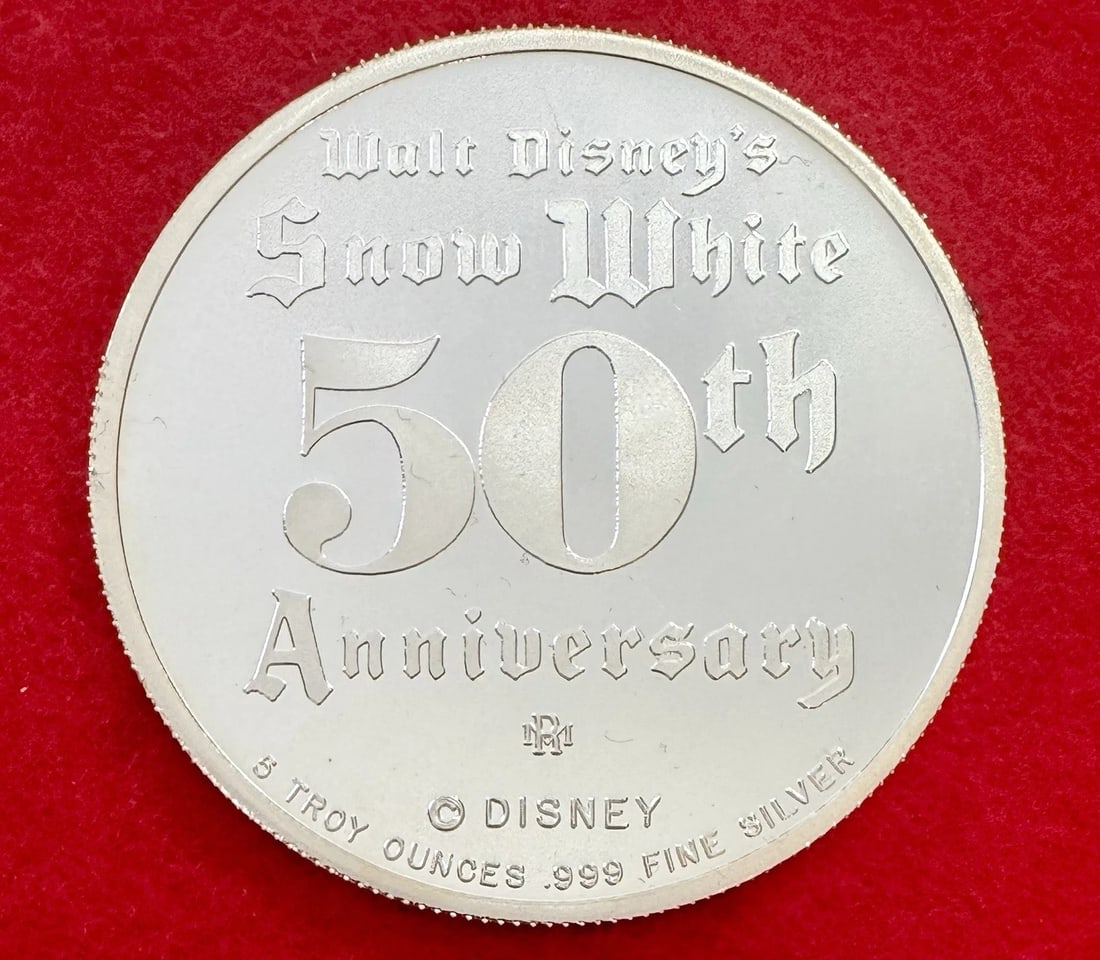 Walt Disney's
Snow White
50th
Anniversary
© DISNEY
5 TROY OUNCES .999 FINE SILVER